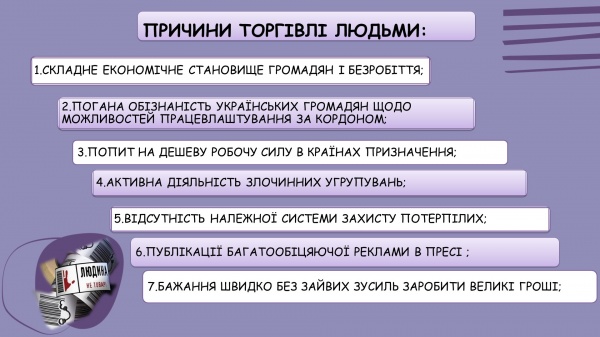 ПРИЧИНИ ТОРГІВЛІ ЛЮДЬМИ:
1.СКЛАДНЕ ЕКОНОМІЧНЕ СТАНОВИЩЕ ГРОМАДЯН І БЕЗРОБІТТЯ;
2.ПОГАНА ОБІЗНАНІСТЬ УКРАЇНСЬКИХ ГРОМАДЯН ЩОДО
МОЖЛИВОСТЕЙ ПРАЦЕВЛАШТУВАННЯ ЗА КОРДОНОМ;
3.ПОПИТ НА ДЕШЕВУ РОБОЧУ СИЛУ В КРАЇНАХ ПРИЗНАЧЕННЯ;
4.АКТИВНА ДІЯЛЬНІСТЬ ЗЛОЧИННИХ УГРУПУВАНЬ;
5.ВІДСУТНІСТЬ НАЛЕЖНОЇ СИСТЕМИ ЗАХИСТУ ПОТЕРПІЛИХ;
6.ПУБЛІКАЦІЇ БАГАТООБІЦЯЮЧОЇ РЕКЛАМИ В ПРЕСІ ;
7.БАЖАННЯ ШВИДКО БЕЗ ЗАЙВИХ ЗУСИЛЬ ЗАРОБИТИ ВЕЛИКІ ГРОШІ;
ЛЮДИНА
НЕ ТОВАР